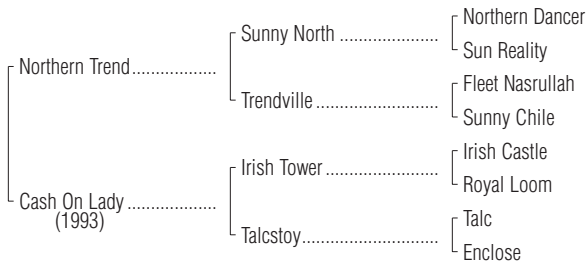 Northern Dancer
Sunny North ..................
Sun Reality
Northern Trend ................
Fleet Nasrullah
Trendville ......................
Sunny Chile
Irish Castle
Irish Tower .....................
Royal Loom
Cash On Lady ................
(1993)
Talc
Talcstoy .........................
Enclose